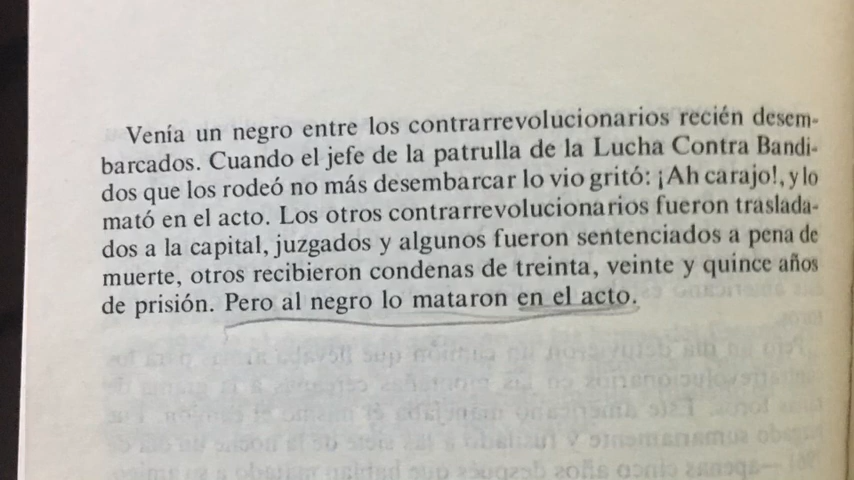 Venía un negro entre los contrarrevolucionarios recién desem-
barcados. Cuando el jefe de la patrulla de la Lucha Contra Bandi-
dos que los rodeó no más desembarcar lo vio gritó: ¡Ah carajo!, y lo
mató en el acto. Los otros contrarrevolucionarios fueron traslada-
dos a la capital, juzgados y algunos fueron sentenciados a pena de
muerte, otros recibieron condenas de treinta, veinte y quince años
de prisión. Pero al negro lo mataron en el acto.